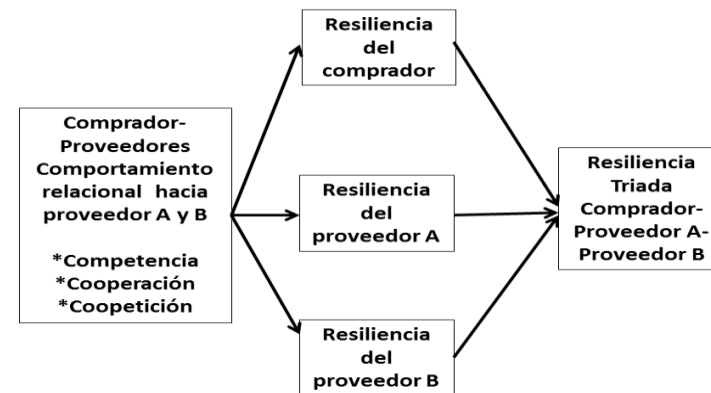 Comprador-
Proveedores
Comportamiento
relacional hacia
proveedor A y B
*Competencia
*Cooperación
*Coopetición
Resiliencia
del
comprador
Resiliencia
del
proveedor A
Resiliencia
del
proveedor B
Resiliencia
Triada
Comprador-
Proveedor A-
Proveedor B